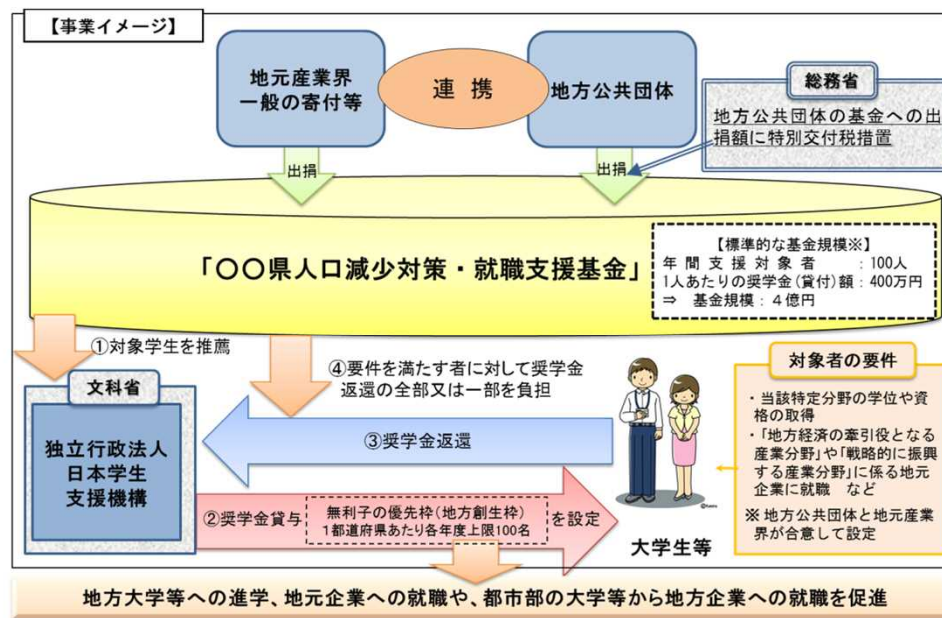 【事業イメージ】
地元産業界
一般の寄付等
連 携
地方公共団体
総務省
地方公共団体の基金への出
捐額に特別交付税措置
出捐
出捐
「〇〇県人口減少対策・就職支援基金」
【標準的な基金規模※】
年間支援対象者 ：100人
1人あたりの奨学金(貸付)額：400万円
⇒ 基金規模：４億円
①対象学生を推薦
④要件を満たす者に対して奨学金
返還の全部又は一部を負担
文科省
独立行政法人
日本学生
支援機構
③奨学金返還
②奨学金貸与
無利子の優先枠(地方創生枠)
１都道府県あたり各年度上限100名
を設定
大学生等
対象者の要件
・当該特定分野の学位や資
格の取得
・「地方経済の牽引役となる
産業分野」や「戦略的に振興
する産業分野」に係る地元
企業に就職 など
※ 地方公共団体と地元産業
界が合意して設定
地方大学等への進学、地元企業への就職や、都市部の大学等から地方企業への就職を促進